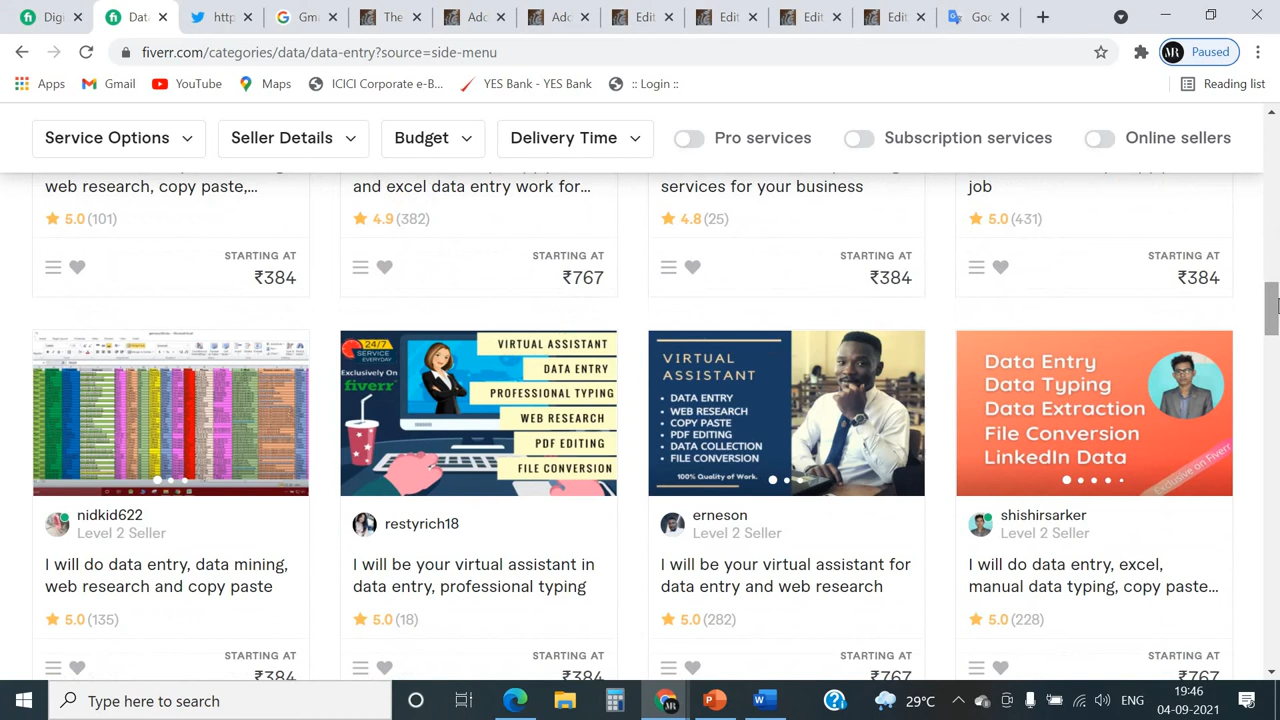 Digi
Data
http
Gma
The
Add
Add
Edit
Edit
Edit
Edit
Goo
fiverr.com/categories/data/data-entry?source=side-menu
Paused
Apps
Gmail
YouTube
Maps
ICICI Corporate e-B...
YES Bank - YES Bank
:: Login ::
Reading list
Service Options
Seller Details
Budget
Delivery Time
Pro services
Subscription services
Online sellers
web research, copy paste,...
and excel data entry work for...
services for your business
job
5.0 (101)
4.9 (382)
4.8 (25)
5.0 (431)
STARTING AT
₹384
STARTING AT
₹767
STARTING AT
₹384
STARTING AT
₹384
24/7
SERVICE
EVERYDAY
Exclusively On
fiverr
VIRTUAL ASSISTANT
DATA ENTRY
PROFESSIONAL TYPING
WEB RESEARCH
PDF EDITING
FILE CONVERSION
VIRTUAL
ASSISTANT
DATA ENTRY
WEB RESEARCH
COPY PASTE
PDF EDITING
DATA COLLECTION
FILE CONVERSION
100% Quality of Work.
Data Entry
Data Typing
Data Extraction
File Conversion
LinkedIn Data
nidkid622
Level 2 Seller
I will do data entry, data mining,
web research and copy paste
5.0 (135)
STARTING AT
₹384
restyrich18
I will be your virtual assistant in
data entry, professional typing
5.0 (18)
STARTING AT
₹384
erneson
Level 2 Seller
I will be your virtual assistant for
data entry and web research
5.0 (282)
STARTING AT
₹767
shishirsarker
Level 2 Seller
I will do data entry, excel,
manual data typing, copy paste...
5.0 (228)
STARTING AT
₹767
Type here to search
29°C
ENG
19:46
04-09-2021